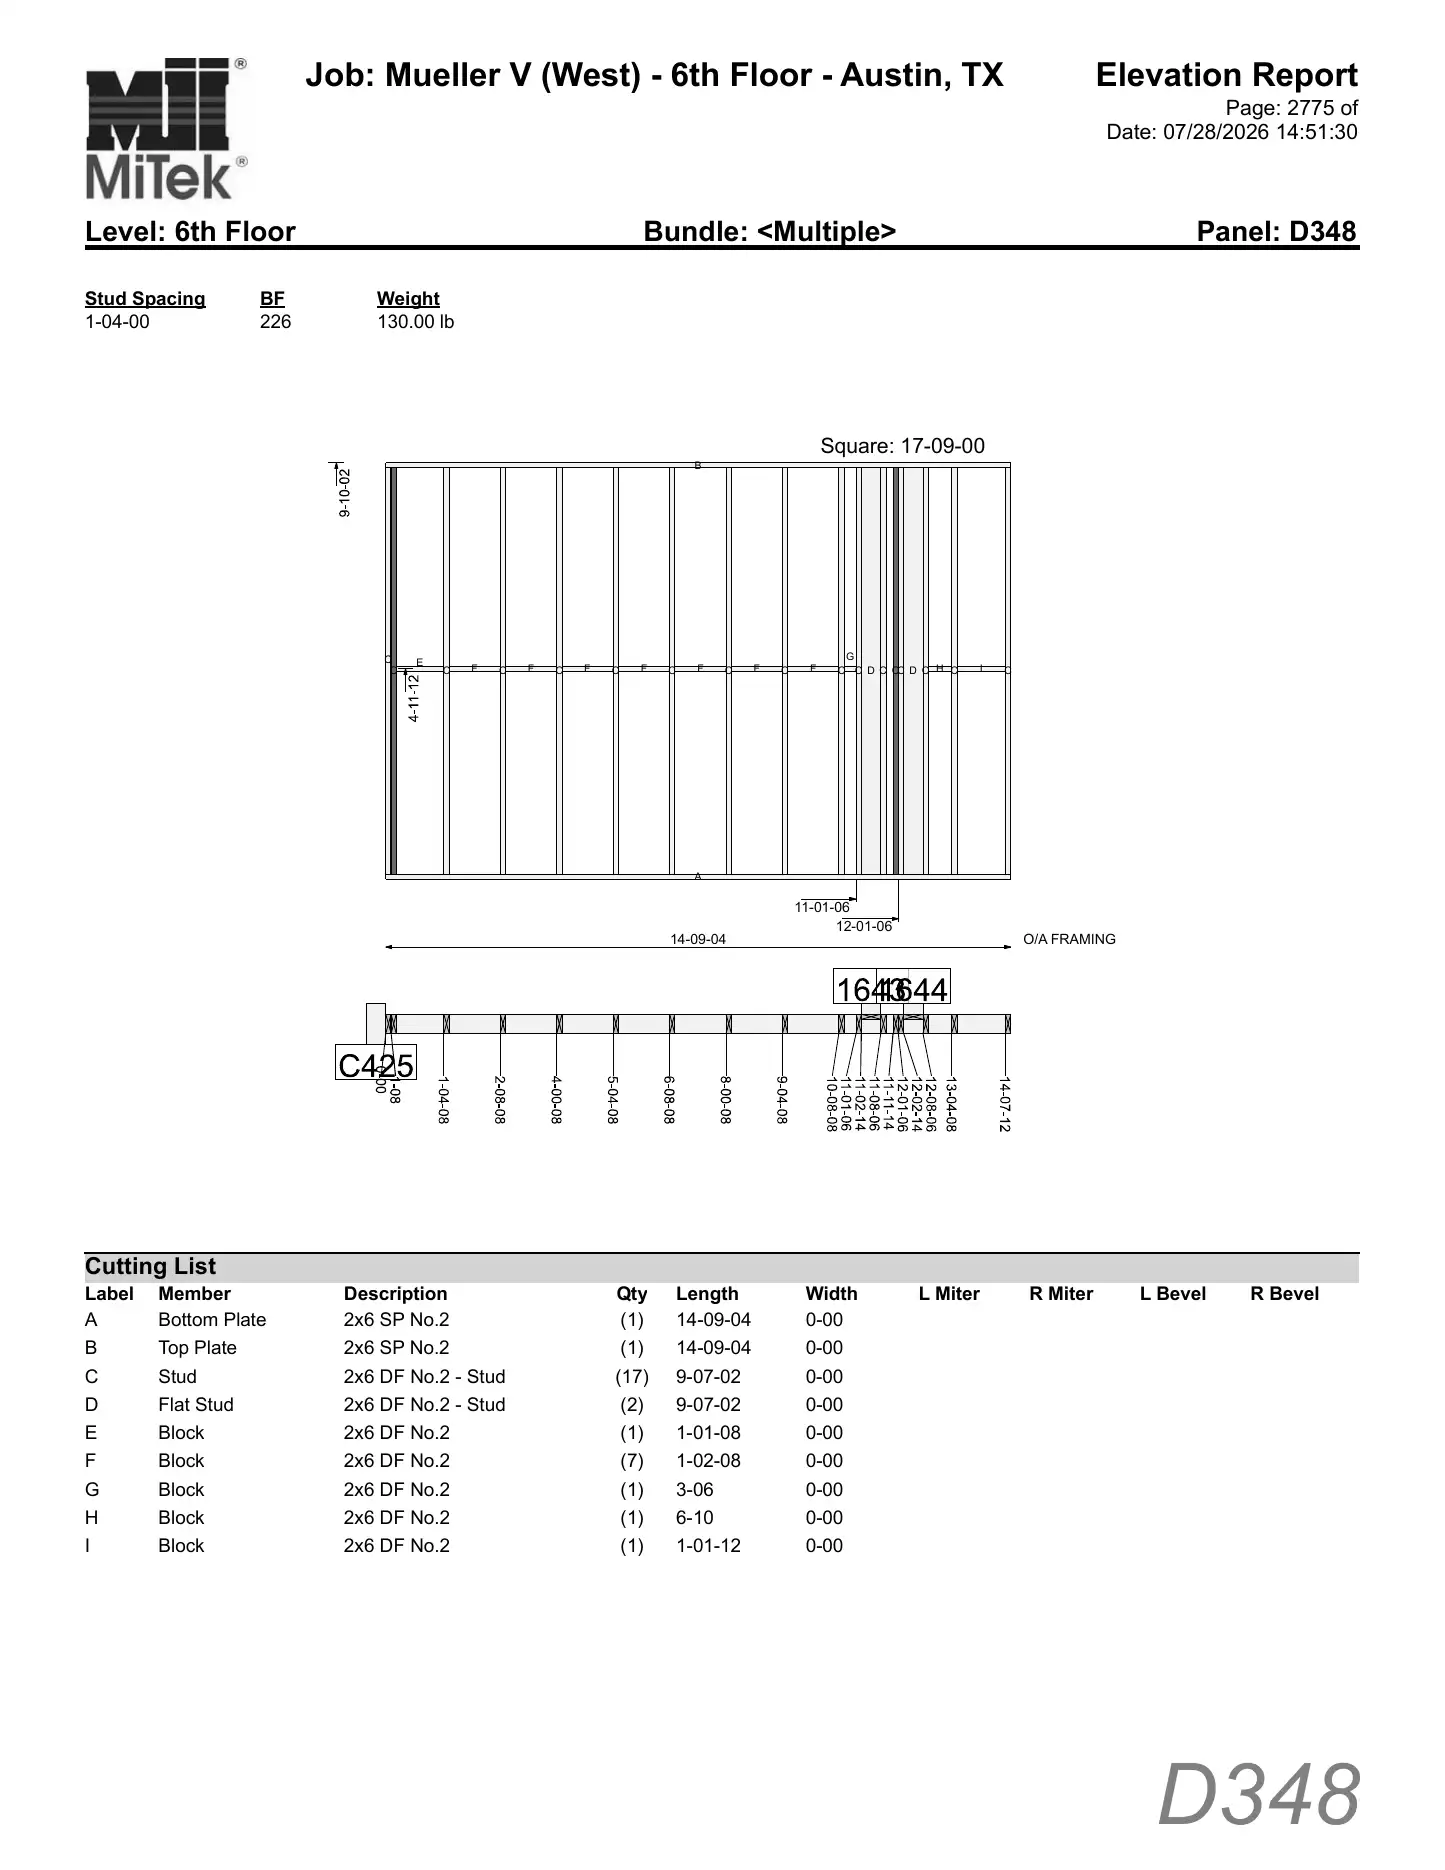 Job: Mueller V (West) - 6th Floor - Austin, TX
Elevation Report
Page: 2775 of
Date: 07/28/2026 14:51:30
MiTek®
Level: 6th Floor Bundle: <Multiple> Panel: D348
Stud Spacing BF Weight
1-04-00 226 130.00 lb
Square: 17-09-00
B
9-10-02
C E F F F F F F F G D C D H I
4-11-12
A
11-01-06
12-01-06
14-09-04 O/A FRAMING
1643 1644
C425
0-00 1-08 1-04-08 2-08-08 4-00-08 5-04-08 6-08-08 8-00-08 9-04-08 10-08-08 11-01-06 11-02-14 11-08-06 11-11-14 12-01-06 12-02-14 12-08-06 13-04-08 14-07-12
Cutting List
Label Member Description Qty Length Width L Miter R Miter L Bevel R Bevel
A Bottom Plate 2x6 SP No.2 (1) 14-09-04 0-00
B Top Plate 2x6 SP No.2 (1) 14-09-04 0-00
C Stud 2x6 DF No.2 - Stud (17) 9-07-02 0-00
D Flat Stud 2x6 DF No.2 - Stud (2) 9-07-02 0-00
E Block 2x6 DF No.2 (1) 1-01-08 0-00
F Block 2x6 DF No.2 (7) 1-02-08 0-00
G Block 2x6 DF No.2 (1) 3-06 0-00
H Block 2x6 DF No.2 (1) 6-10 0-00
I Block 2x6 DF No.2 (1) 1-01-12 0-00
D348